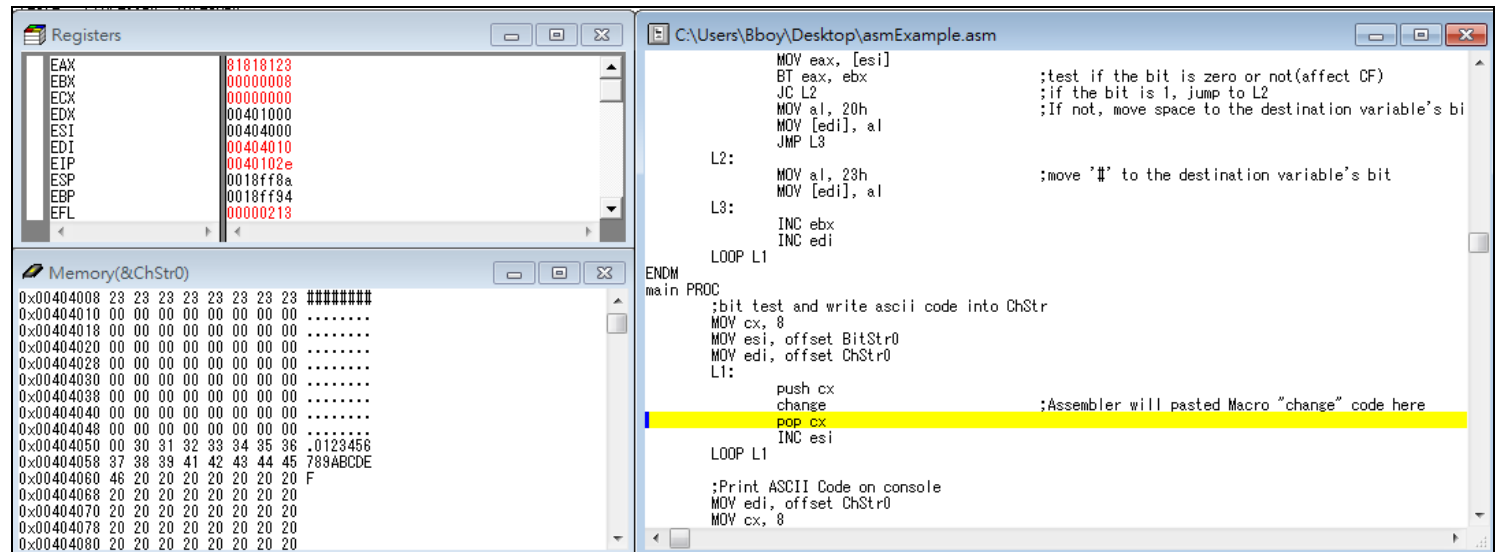 Registers
EAX 81818123
EBX 00000008
ECX 00000000
EDX 00401000
ESI 00404000
EDI 00404010
EIP 0040102e
ESP 0018ff8a
EBP 0018ff94
EFL 00000213
Memory(&ChStr0)
0x00404008 23 23 23 23 23 23 23 23 ########
0x00404010 00 00 00 00 00 00 00 00 ........
0x00404018 00 00 00 00 00 00 00 00 ........
0x00404020 00 00 00 00 00 00 00 00 ........
0x00404028 00 00 00 00 00 00 00 00 ........
0x00404030 00 00 00 00 00 00 00 00 ........
0x00404038 00 00 00 00 00 00 00 00 ........
0x00404040 00 00 00 00 00 00 00 00 ........
0x00404048 00 00 00 00 00 00 00 00 ........
0x00404050 00 30 31 32 33 34 35 36 .0123456
0x00404058 37 38 39 41 42 43 44 45 789ABCDE
0x00404060 46 20 20 20 20 20 20 20 F
0x00404068 20 20 20 20 20 20 20 20
0x00404070 20 20 20 20 20 20 20 20
0x00404078 20 20 20 20 20 20 20 20
0x00404080 20 20 20 20 20 20 20 20
C:\Users\Bboy\Desktop\asmExample.asm
MOV eax, [esi]
BT eax, ebx ;test if the bit is zero or not(affect CF)
JC L2 ;if the bit is 1, jump to L2
MOV al, 20h ;If not, move space to the destination variable's bi
MOV [edi], al
JMP L3
L2:
MOV al, 23h ;move '#' to the destination variable's bit
MOV [edi], al
L3:
INC ebx
INC edi
LOOP L1
ENDM
main PROC
;bit test and write ascii code into ChStr
MOV cx, 8
MOV esi, offset BitStr0
MOV edi, offset ChStr0
L1:
push cx
change ;Assembler will pasted Macro "change" code here
pop cx
INC esi
LOOP L1
;Print ASCII Code on console
MOV edi, offset ChStr0
MOV cx, 8